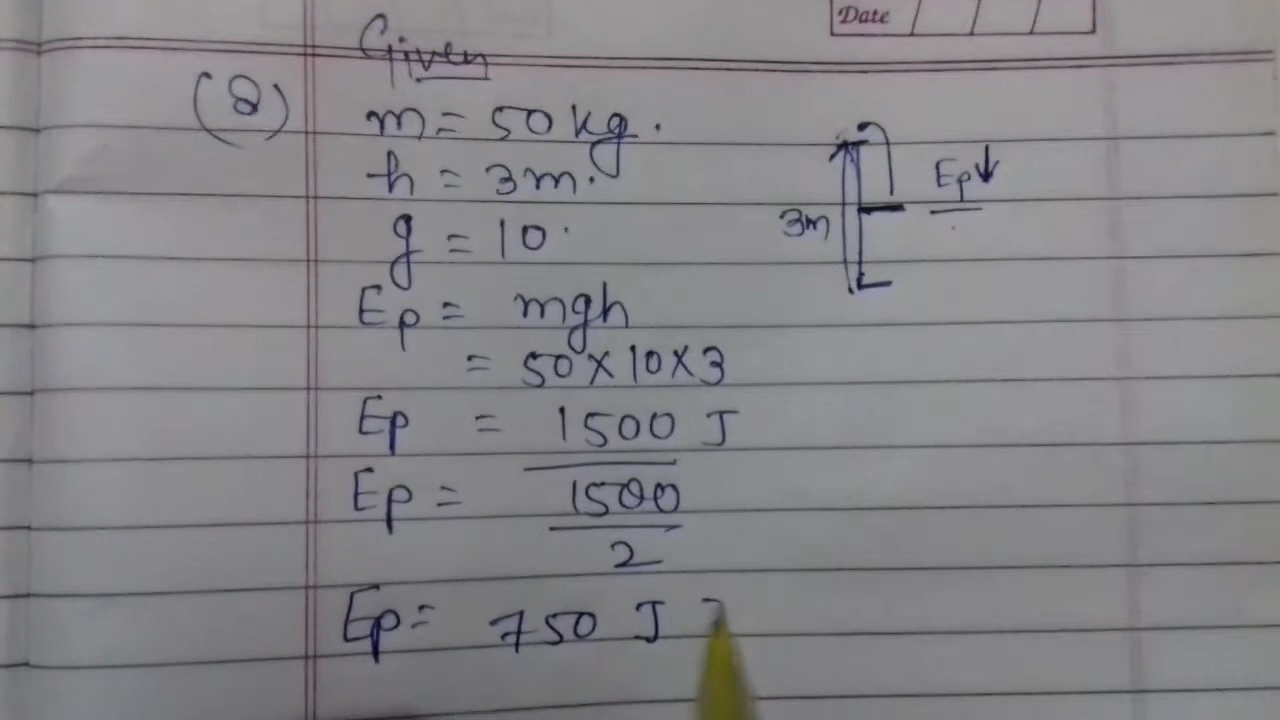 Date
Given
(8)
m = 50 kg.
h = 3m.
g = 10.
Ep = mgh
= 50 × 10 × 3
Ep = 1500 J
Ep = 1500
2
Ep = 750 J
3m
Ep↓